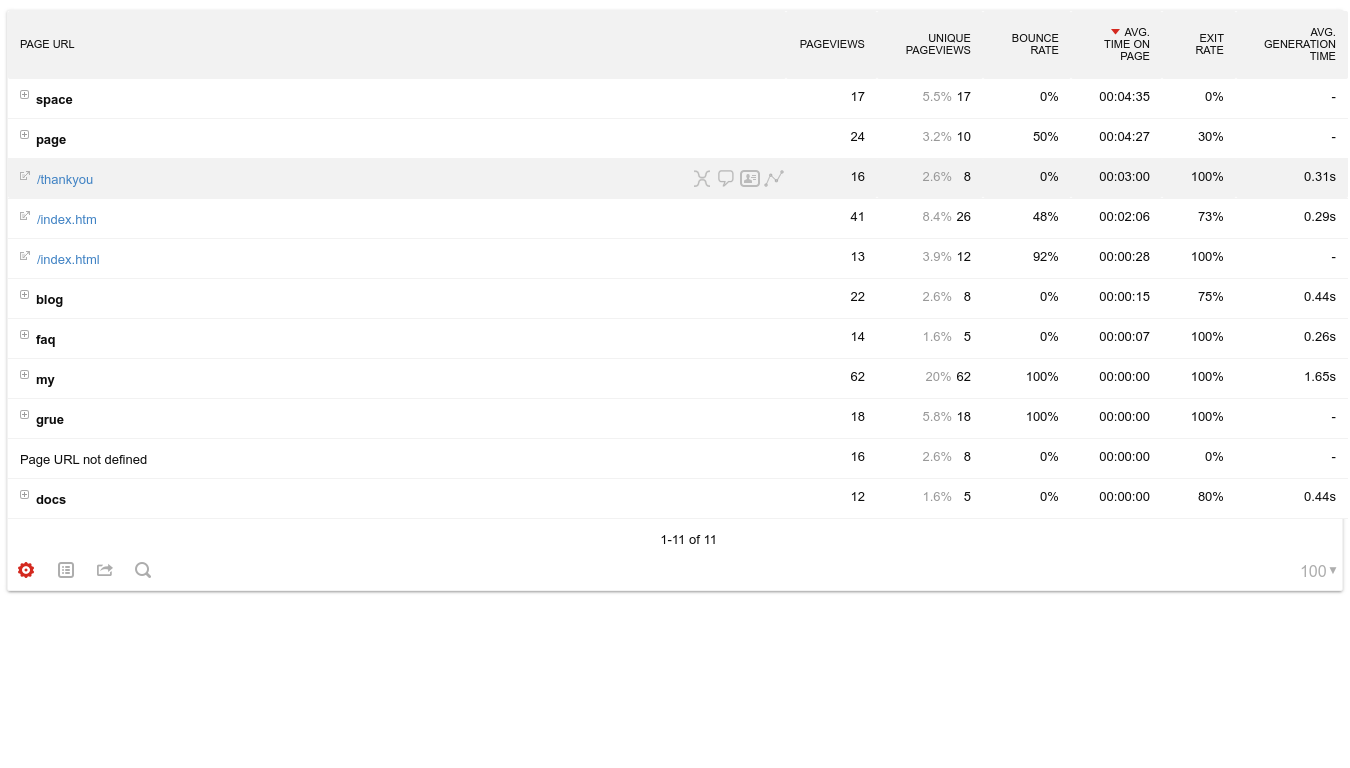 PAGE URL PAGEVIEWS UNIQUE PAGEVIEWS BOUNCE RATE AVG. TIME ON PAGE EXIT RATE AVG. GENERATION TIME
space 17 5.5% 17 0% 00:04:35 0% -
page 24 3.2% 10 50% 00:04:27 30% -
/thankyou 16 2.6% 8 0% 00:03:00 100% 0.31s
/index.htm 41 8.4% 26 48% 00:02:06 73% 0.29s
/index.html 13 3.9% 12 92% 00:00:28 100% -
blog 22 2.6% 8 0% 00:00:15 75% 0.44s
faq 14 1.6% 5 0% 00:00:07 100% 0.26s
my 62 20% 62 100% 00:00:00 100% 1.65s
grue 18 5.8% 18 100% 00:00:00 100% -
Page URL not defined 16 2.6% 8 0% 00:00:00 0% -
docs 12 1.6% 5 0% 00:00:00 80% 0.44s
1-11 of 11
100